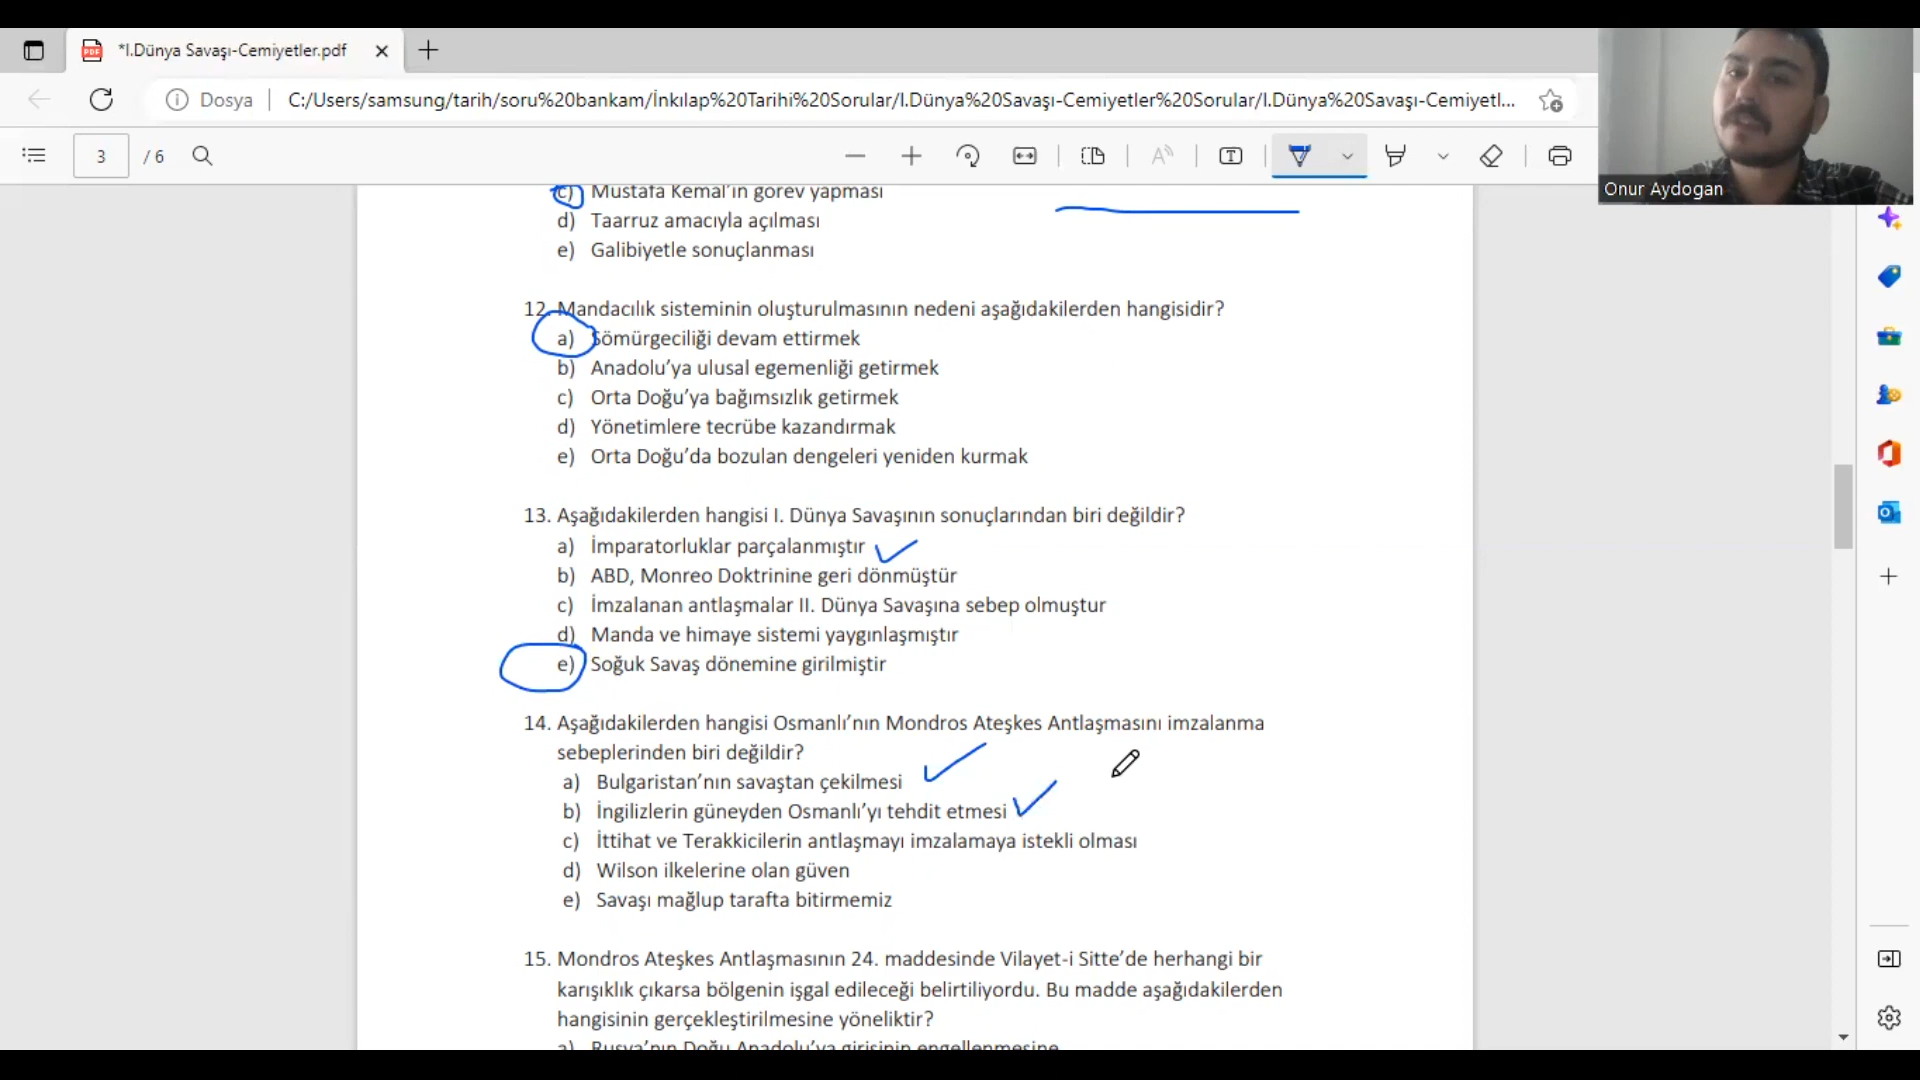 *I.Dünya Savaşı-Cemiyetler.pdf
Dosya
C:/Users/samsung/tarih/soru%20bankam/İnkılap%20Tarihi%20Sorular/I.Dünya%20Savaşı-Cemiyetler%20Sorular/I.Dünya%20Savaşı-Cemiyetl...
3 / 6
Onur Aydogan
c) Mustafa Kemal'in görev yapması
d) Taarruz amacıyla açılması
e) Galibiyetle sonuçlanması
12. Mandacılık sisteminin oluşturulmasının nedeni aşağıdakilerden hangisidir?
a) Sömürgeciliği devam ettirmek
b) Anadolu'ya ulusal egemenliği getirmek
c) Orta Doğu'ya bağımsızlık getirmek
d) Yönetimlere tecrübe kazandırmak
e) Orta Doğu'da bozulan dengeleri yeniden kurmak
13. Aşağıdakilerden hangisi I. Dünya Savaşının sonuçlarından biri değildir?
a) İmparatorluklar parçalanmıştır
b) ABD, Monreo Doktrinine geri dönmüştür
c) İmzalanan antlaşmalar II. Dünya Savaşına sebep olmuştur
d) Manda ve himaye sistemi yaygınlaşmıştır
e) Soğuk Savaş dönemine girilmiştir
14. Aşağıdakilerden hangisi Osmanlı'nın Mondros Ateşkes Antlaşmasını imzalanma
sebeplerinden biri değildir?
a) Bulgaristan'nın savaştan çekilmesi
b) İngilizlerin güneyden Osmanlı'yı tehdit etmesi
c) İttihat ve Terakkicilerin antlaşmayı imzalamaya istekli olması
d) Wilson ilkelerine olan güven
e) Savaşı mağlup tarafta bitirmemiz
15. Mondros Ateşkes Antlaşmasının 24. maddesinde Vilayet-i Sitte'de herhangi bir
karışıklık çıkarsa bölgenin işgal edileceği belirtiliyordu. Bu madde aşağıdakilerden
hangisinin gerçekleştirilmesine yöneliktir?
a) Rusya'nın Doğu Anadolu'ya girişinin engellenmesine